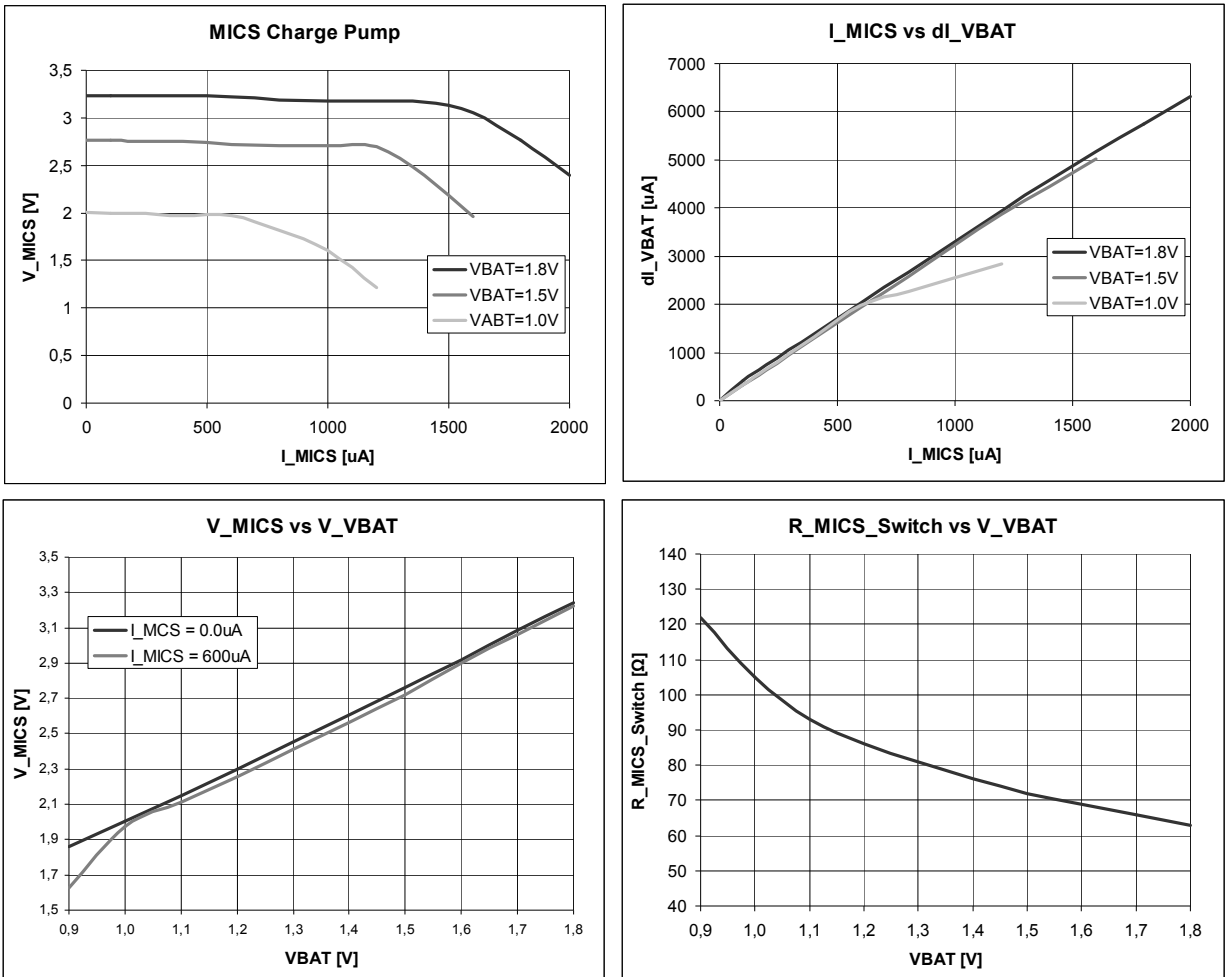 MICS Charge Pump
V_MICS [V]
3,5
3
2,5
2
1,5
1
0,5
0
VBAT=1.8V
VBAT=1.5V
VABT=1.0V
0 500 1000 1500 2000
I_MICS [uA]
I_MICS vs dI_VBAT
dI_VBAT [uA]
7000
6000
5000
4000
3000
2000
1000
0
VBAT=1.8V
VBAT=1.5V
VBAT=1.0V
0 500 1000 1500 2000
I_MICS [uA]
V_MICS vs V_VBAT
V_MICS [V]
3,5
3,3
3,1
2,9
2,7
2,5
2,3
2,1
1,9
1,7
1,5
I_MCS = 0.0uA
I_MICS = 600uA
0,9 1,0 1,1 1,2 1,3 1,4 1,5 1,6 1,7 1,8
VBAT [V]
R_MICS_Switch vs V_VBAT
R_MICS_Switch [Ω]
140
130
120
110
100
90
80
70
60
50
40
0,9 1,0 1,1 1,2 1,3 1,4 1,5 1,6 1,7 1,8
VBAT [V]